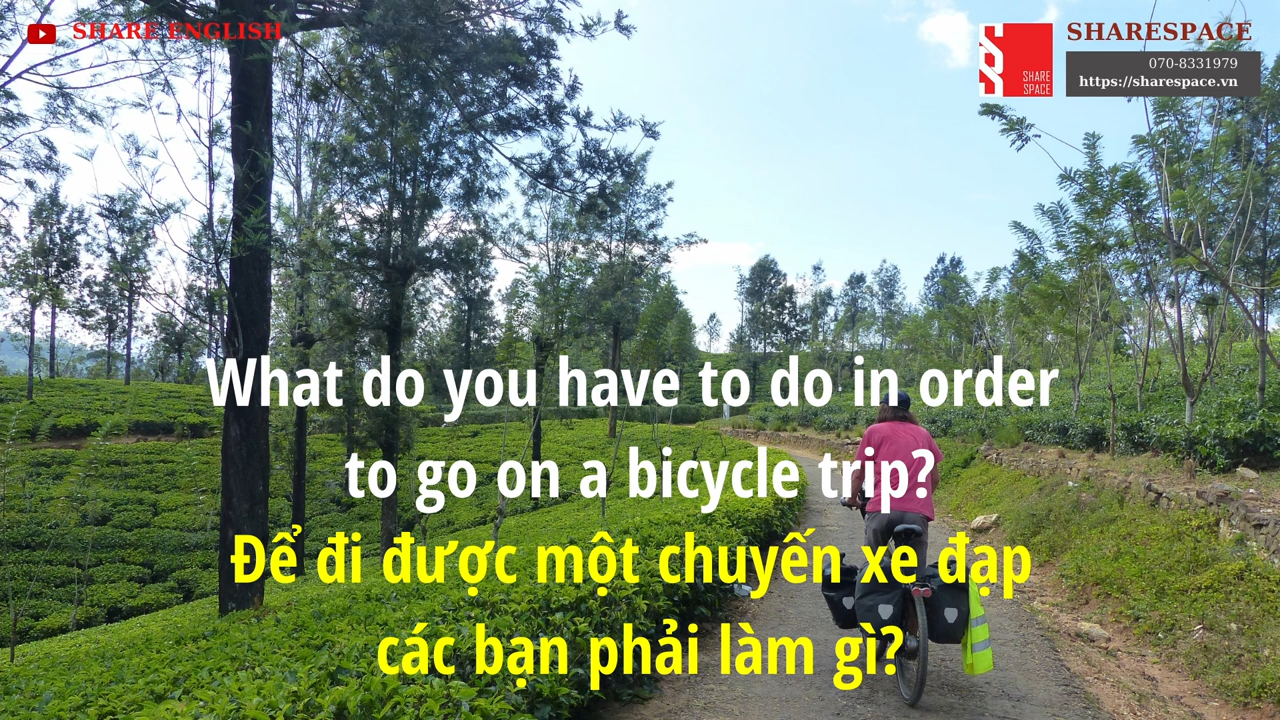 SHARE ENGLISH
SHARESPACE
070-8331979
https://sharespace.vn
SHARE
SPACE
What do you have to do in order
to go on a bicycle trip?
Để đi được một chuyến xe đạp
các bạn phải làm gì?